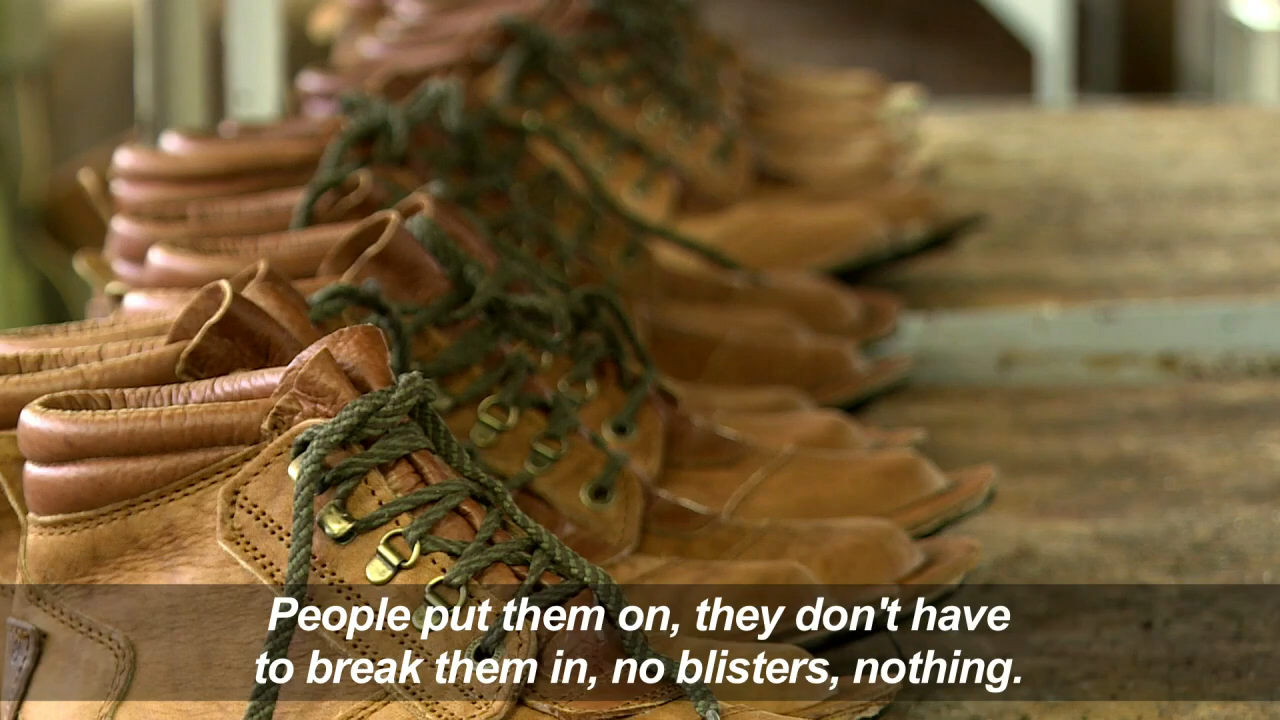 People put them on, they don't have
to break them in, no blisters, nothing.